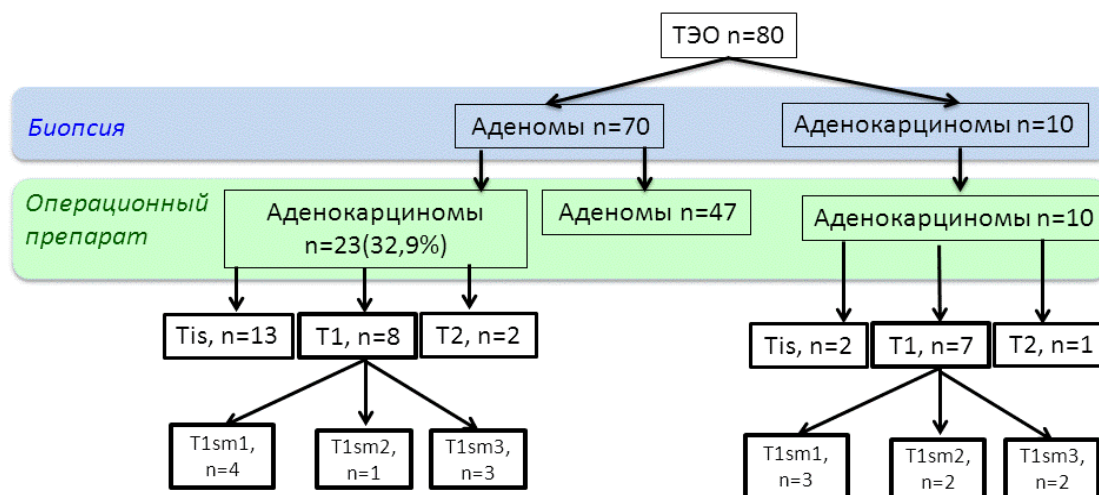 ТЭО n=80
Биопсия
Аденомы n=70
Аденокарциномы n=10
Операционный
препарат
Аденокарциномы
n=23(32,9%)
Аденомы n=47
Аденокарциномы n=10
Tis, n=13
T1, n=8
T2, n=2
Tis, n=2
T1, n=7
T2, n=1
T1sm1,
n=4
T1sm2,
n=1
T1sm3,
n=3
T1sm1,
n=3
T1sm2,
n=2
T1sm3,
n=2